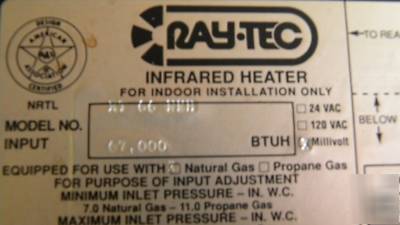 DESIGN
AMERICAN
ASSOCIATION
CERTIFIED
RAY-TEC
INFRARED HEATER
FOR INDOOR INSTALLATION ONLY
NRTL
MODEL NO. 66
24 VAC
120 VAC
INPUT 67,000 BTUH Millivolt
EQUIPPED FOR USE WITH Natural Gas Propane Gas
FOR PURPOSE OF INPUT ADJUSTMENT
MINIMUM INLET PRESSURE – IN. W.C.
7.0 Natural Gas – 11.0 Propane Gas
MAXIMUM INLET PRESSURE – IN. W.C.
TO REA
BELOW